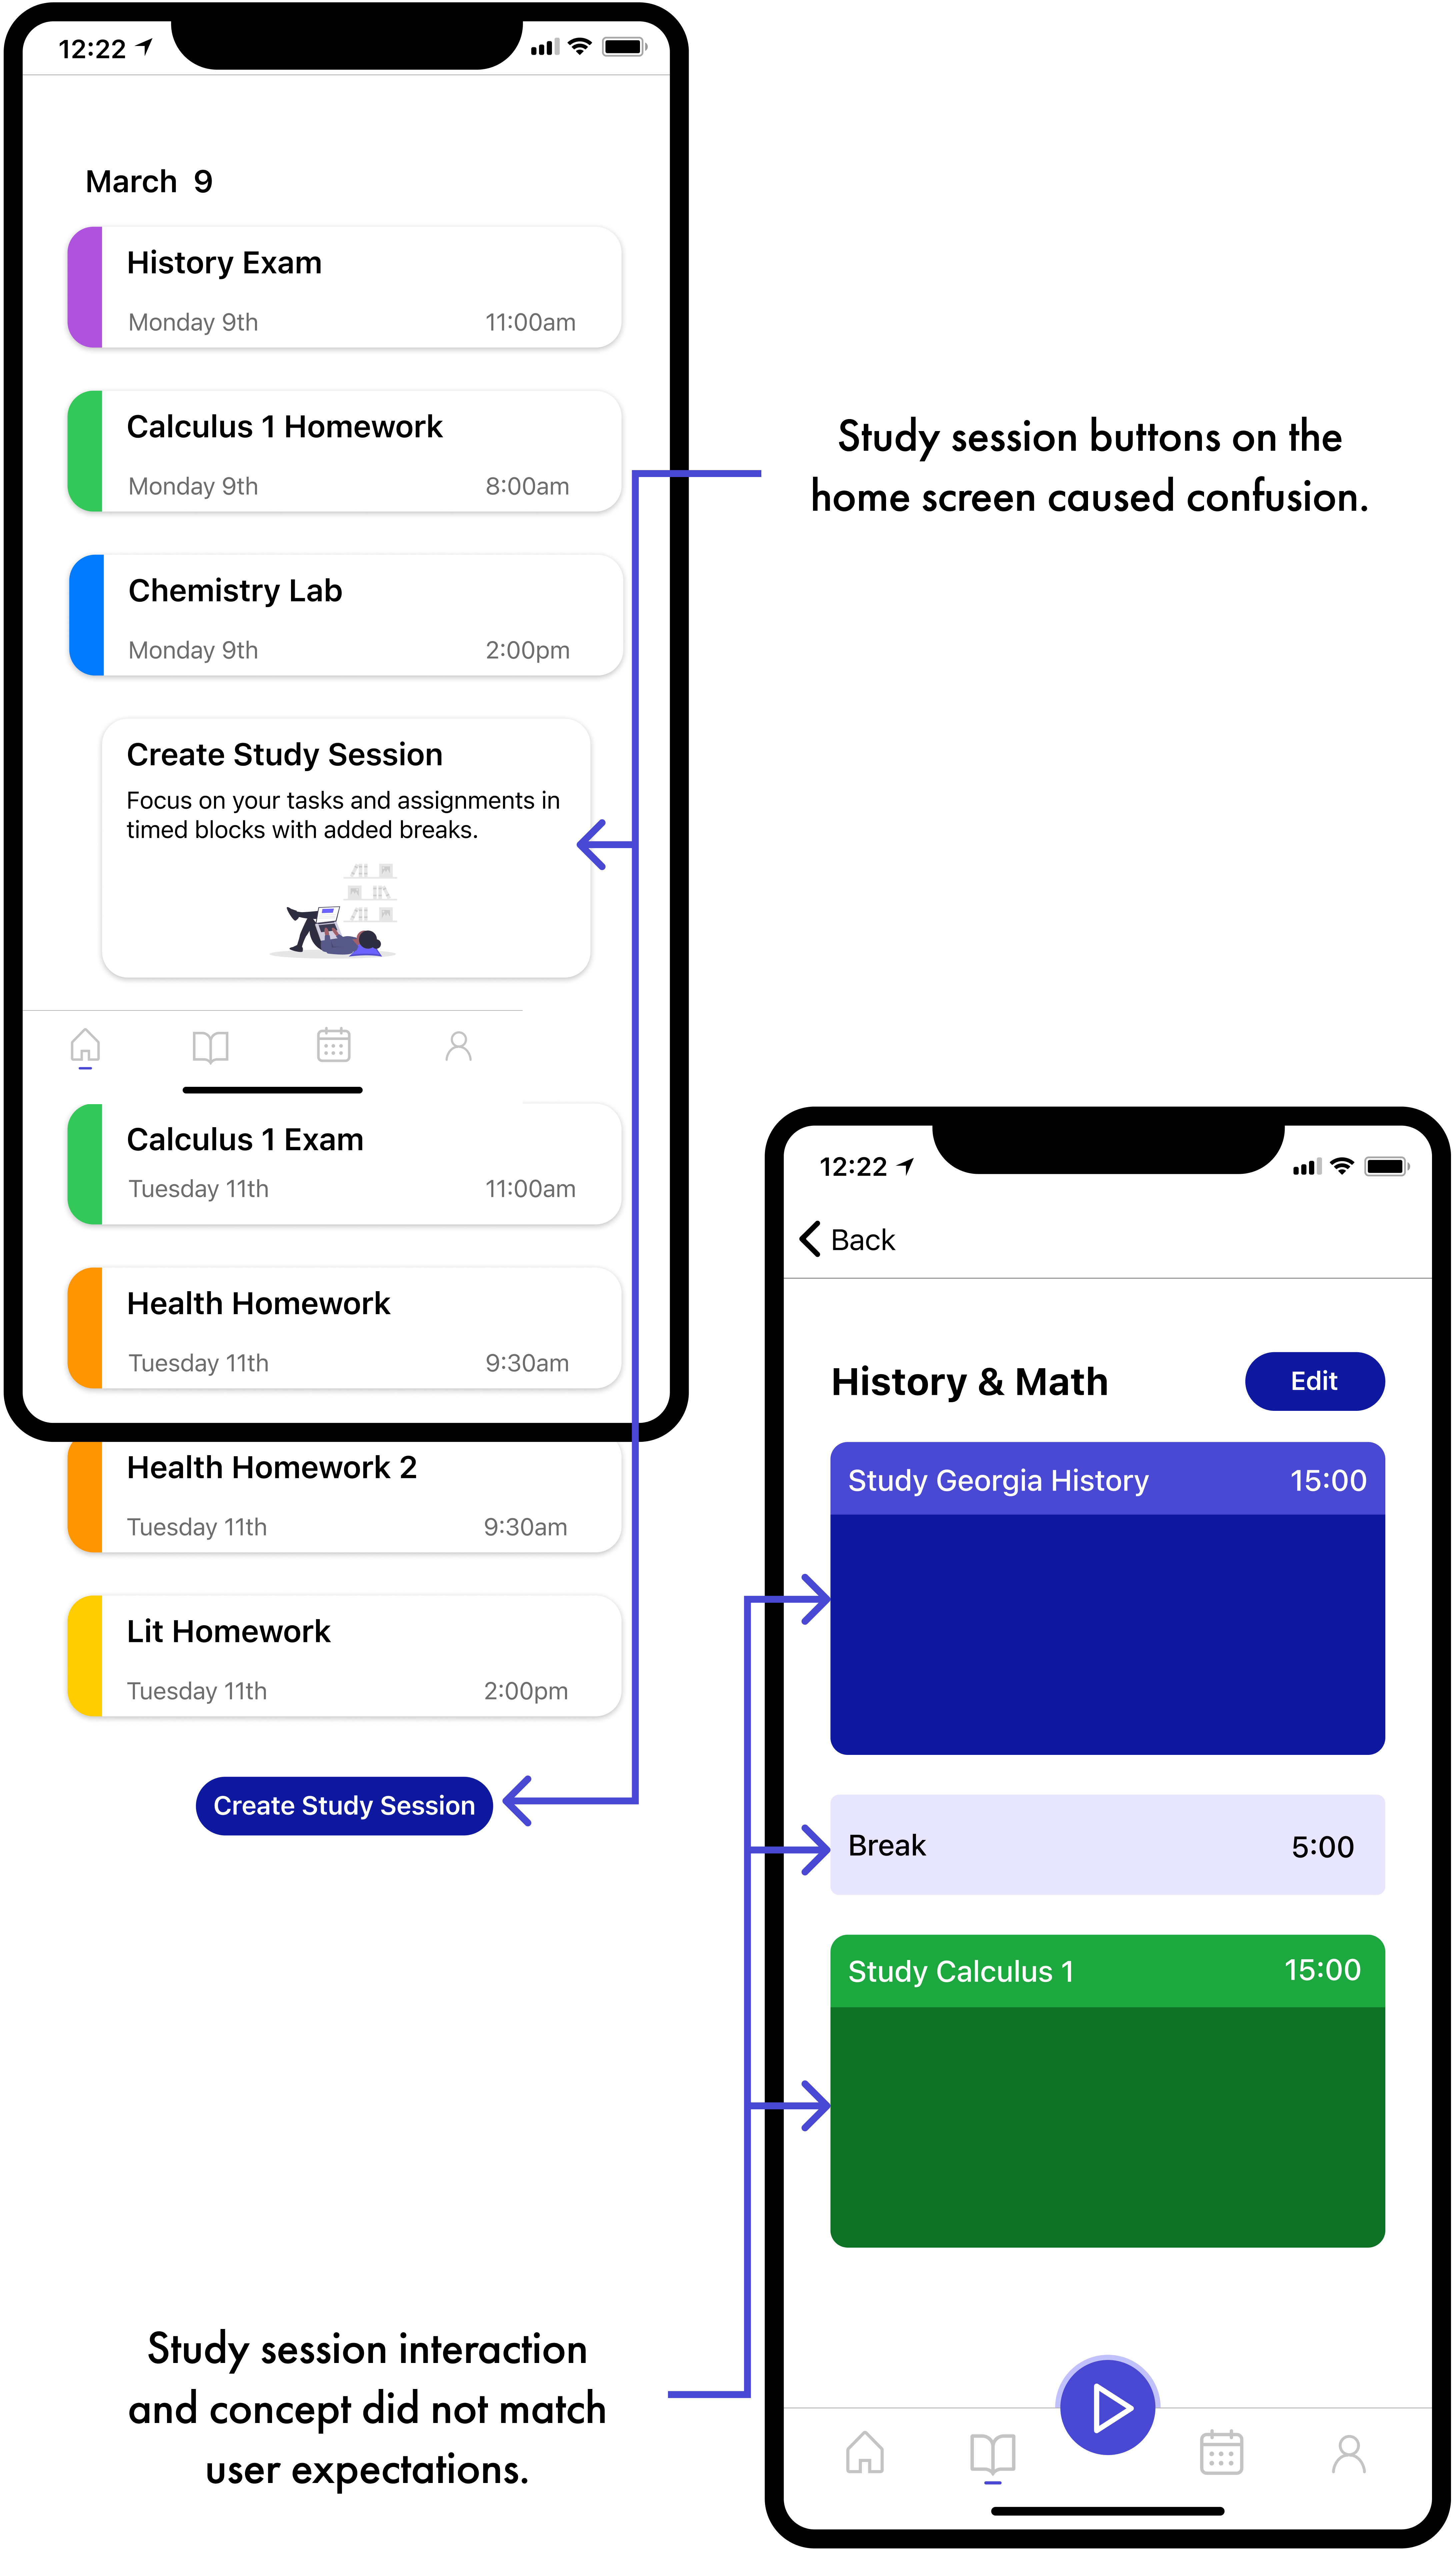 12:22
March 9
History Exam
Monday 9th 11:00am
Calculus 1 Homework
Monday 9th 8:00am
Chemistry Lab
Monday 9th 2:00pm
Create Study Session
Focus on your tasks and assignments in
timed blocks with added breaks.
Calculus 1 Exam
Tuesday 11th 11:00am
Health Homework
Tuesday 11th 9:30am
Health Homework 2
Tuesday 11th 9:30am
Lit Homework
Tuesday 11th 2:00pm
Create Study Session
Study session buttons on the
home screen caused confusion.
12:22
Back
History & Math Edit
Study Georgia History 15:00
Break 5:00
Study Calculus 1 15:00
Study session interaction
and concept did not match
user expectations.